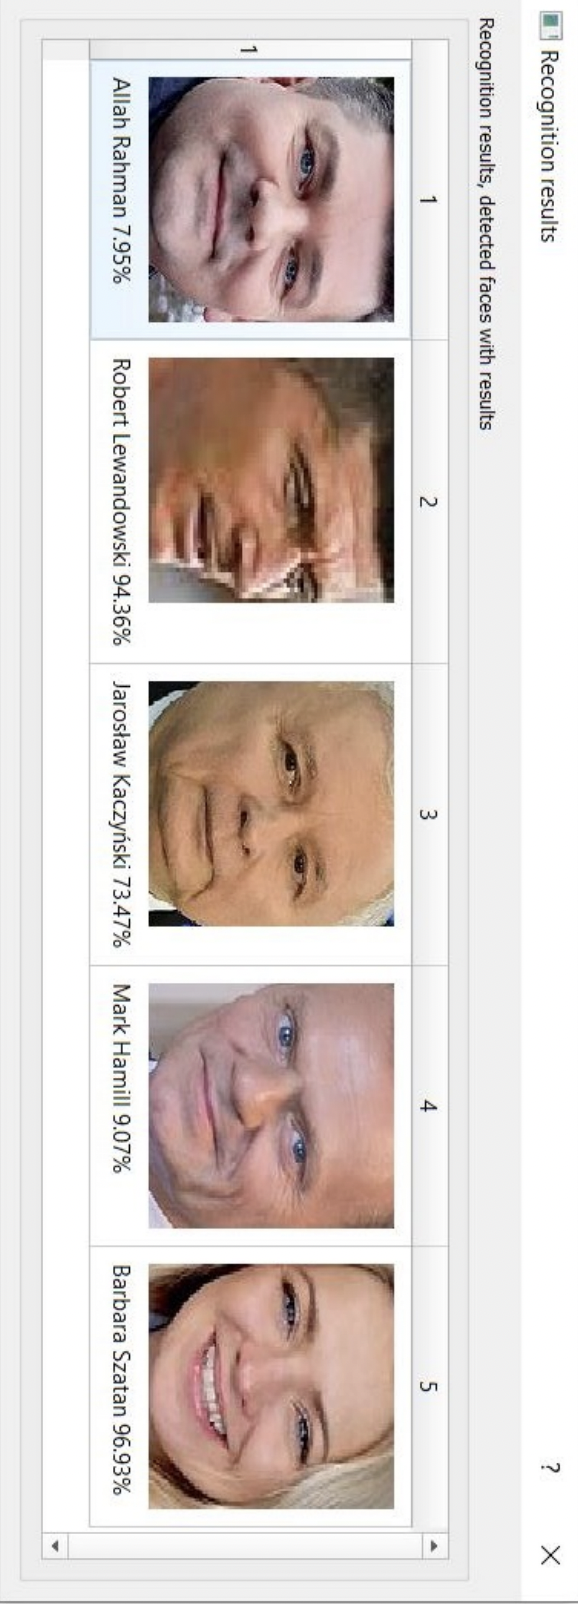 Recognition results
? X
Recognition results, detected faces with results
1 2 3 4 5
1
Allah Rahman 7.95% Robert Lewandowski 94.36% Jarosław Kaczyński 73.47% Mark Hamill 9.07% Barbara Szatan 96.93%